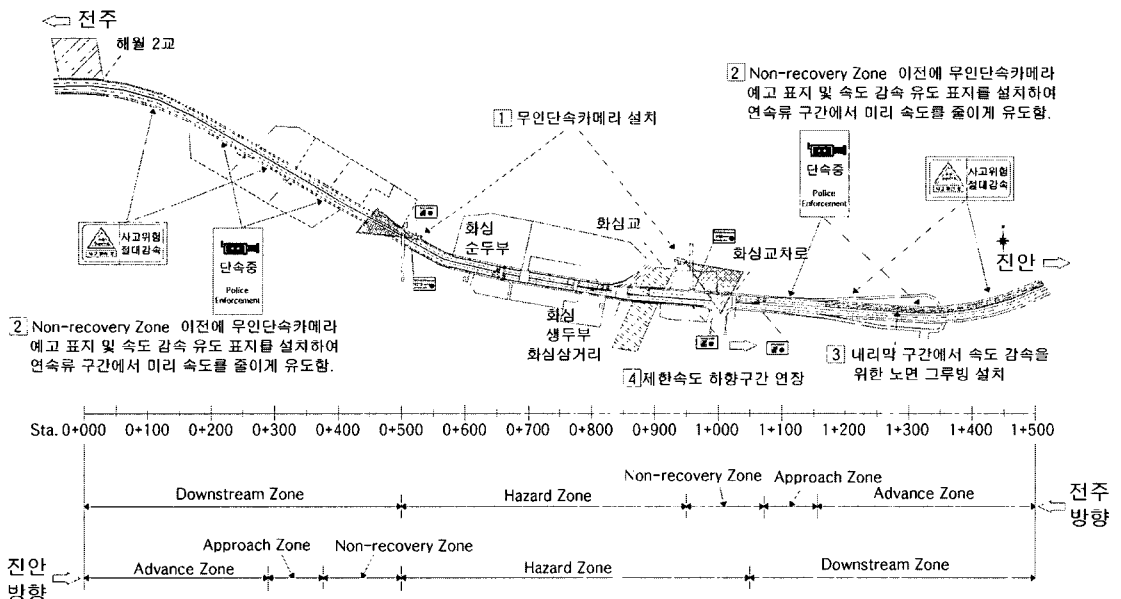 전주
해월 2교
2 Non-recovery Zone 이전에 무인단속카메라
예고 표지 및 속도 감속 유도 표지를 설치하여
연속류 구간에서 미리 속도를 줄이게 유도함.
1 무인단속카메라 설치
단속중
Police
Enforcement
사고위험
절대감속
사고위험
절대감속
단속중
Police
Enforcement
화심
순두부
화심교
화심교차로
진안
2 Non-recovery Zone 이전에 무인단속카메라
예고 표지 및 속도 감속 유도 표지를 설치하여
연속류 구간에서 미리 속도를 줄이게 유도함.
화심
생두부
화심삼거리
3 내리막 구간에서 속도 감속을
위한 노면 그루빙 설치
4 제한속도 하향구간 연장
Sta. 0+000 0+100 0+200 0+300 0+400 0+500 0+600 0+700 0+800 0+900 1+000 1+100 1+200 1+300 1+400 1+500
Non-recovery Zone Approach Zone
Downstream Zone Hazard Zone Advance Zone
전주
방향
Approach Zone Non-recovery Zone
진안
방향
Advance Zone Hazard Zone Downstream Zone